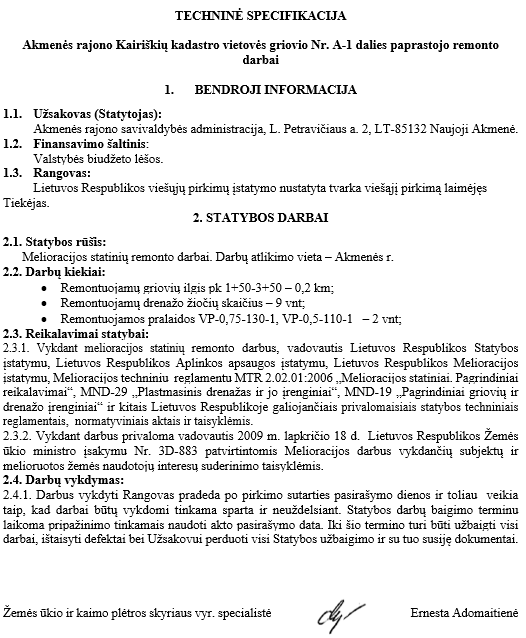 TECHNINĖ SPECIFIKACIJA
Akmenės rajono Kairiškių kadastro vietovės griovio Nr. A-1 dalies paprastojo remonto
darbai
1. BENDROJI INFORMACIJA
1.1. Užsakovas (Statytojas):
Akmenės rajono savivaldybės administracija, L. Petravičiaus a. 2, LT-85132 Naujoji Akmenė.
1.2. Finansavimo šaltinis:
Valstybės biudžeto lėšos.
1.3. Rangovas:
Lietuvos Respublikos viešųjų pirkimų įstatymo nustatyta tvarka viešąjį pirkimą laimėjęs
Tiekėjas.
2. STATYBOS DARBAI
2.1. Statybos rūšis:
Melioracijos statinių remonto darbai. Darbų atlikimo vieta – Akmenės r.
2.2. Darbų kiekiai:
• Remontuojamų griovių ilgis pk 1+50-3+50 – 0,2 km;
• Remontuojamų drenažo žiočių skaičius – 9 vnt;
• Remontuojamos pralaidos VP-0,75-130-1, VP-0,5-110-1 – 2 vnt;
2.3. Reikalavimai statybai:
2.3.1. Vykdant melioracijos statinių remonto darbus, vadovautis Lietuvos Respublikos Statybos
įstatymu, Lietuvos Respublikos Aplinkos apsaugos įstatymu, Lietuvos Respublikos Melioracijos
įstatymu, Melioracijos techniniu reglamentu MTR 2.02.01:2006 „Melioracijos statiniai. Pagrindiniai
reikalavimai“, MND-29 „Plastmasinis drenažas ir jo įrenginiai“, MND-19 „Pagrindiniai griovių ir
drenažo įrenginiai“ ir kitais Lietuvos Respublikoje galiojančiais privalomaisiais statybos techniniais
reglamentais, normatyviniais aktais ir taisyklėmis.
2.3.2. Vykdant darbus privaloma vadovautis 2009 m. lapkričio 18 d. Lietuvos Respublikos Žemės
ūkio ministro įsakymu Nr. 3D-883 patvirtintomis Melioracijos darbus vykdančių subjektų ir
melioruotos žemės naudotojų interesų suderinimo taisyklėmis.
2.4. Darbų vykdymas:
2.4.1. Darbus vykdyti Rangovas pradeda po pirkimo sutarties pasirašymo dienos ir toliau veikia
taip, kad darbai būtų vykdomi tinkama sparta ir neuždelsiant. Statybos darbų baigimo terminu
laikoma pripažinimo tinkamais naudoti akto pasirašymo data. Iki šio termino turi būti užbaigti visi
darbai, ištaisyti defektai bei Užsakovui perduoti visi Statybos užbaigimo ir su tuo susiję dokumentai.
Žemės ūkio ir kaimo plėtros skyriaus vyr. specialistė Ernesta Adomaitienė